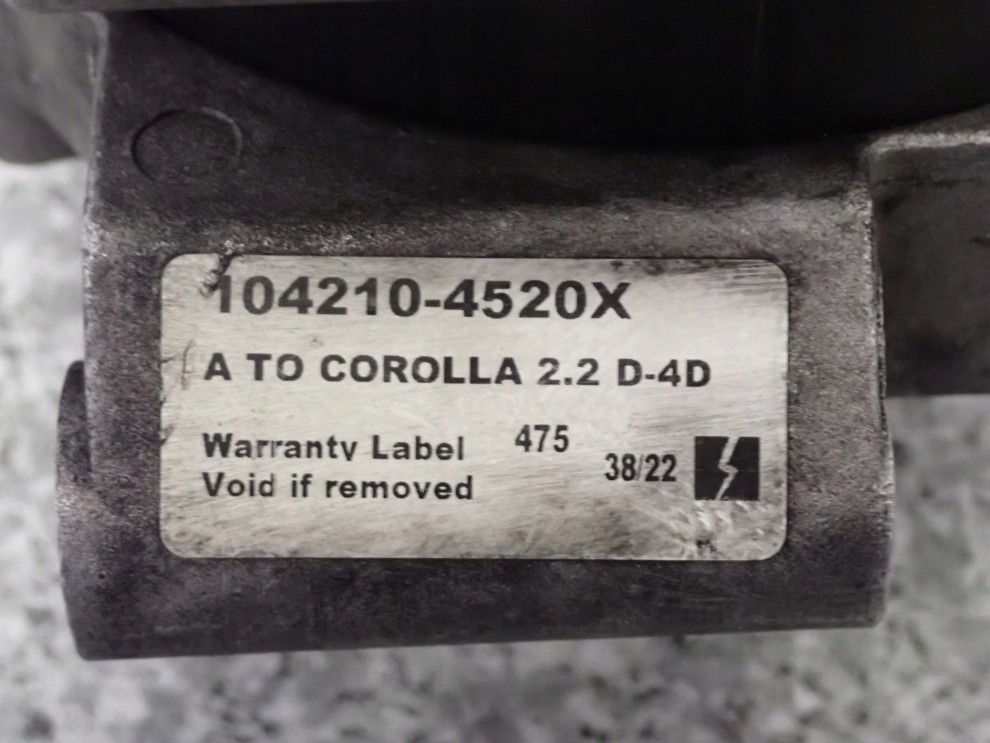 104210-4520X
A TO COROLLA 2.2 D-4D
Warranty Label 475
Void if removed 38/22